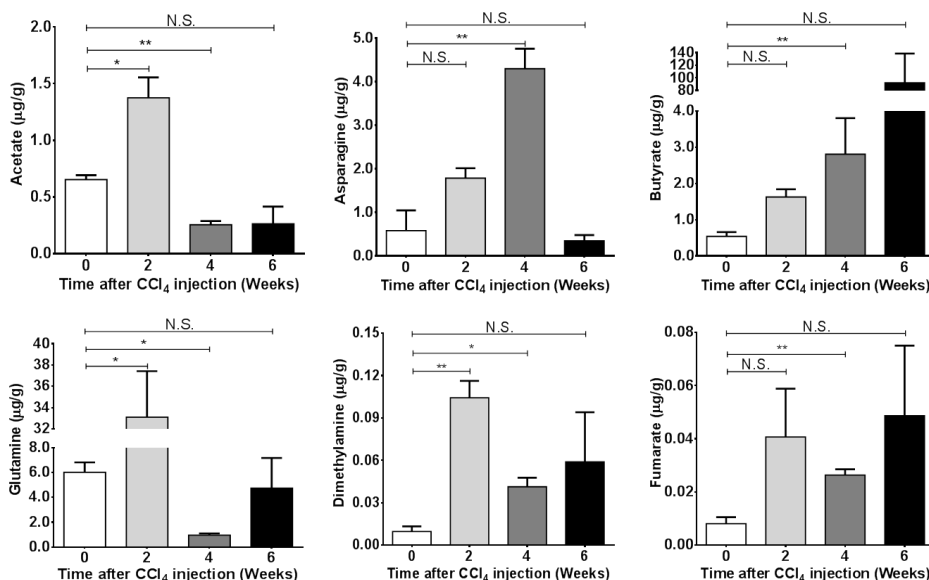 N.S.
**
*
Acetate (µg/g)
2.0
1.5
1.0
0.5
0.0
0 2 4 6
Time after CCl4 injection (Weeks)
N.S.
**
N.S.
Asparagine (µg/g)
5.0
4.0
3.0
2.0
1.0
0.0
0 2 4 6
Time after CCl4 injection (Weeks)
N.S.
**
N.S.
Butyrate (µg/g)
140
120
100
80
4.0
3.0
2.0
1.0
0.0
0 2 4 6
Time after CCl4 injection (Weeks)
N.S.
*
*
Glutamine (µg/g)
40
38
36
34
32
8.0
6.0
4.0
2.0
0.0
0 2 4 6
Time after CCl4 injection (Weeks)
N.S.
*
**
Dimethylamine (µg/g)
0.15
0.12
0.09
0.06
0.03
0.00
0 2 4 6
Time after CCl4 injection (Weeks)
N.S.
**
N.S.
Fumarate (µg/g)
0.08
0.06
0.04
0.02
0.00
0 2 4 6
Time after CCl4 injection (Weeks)